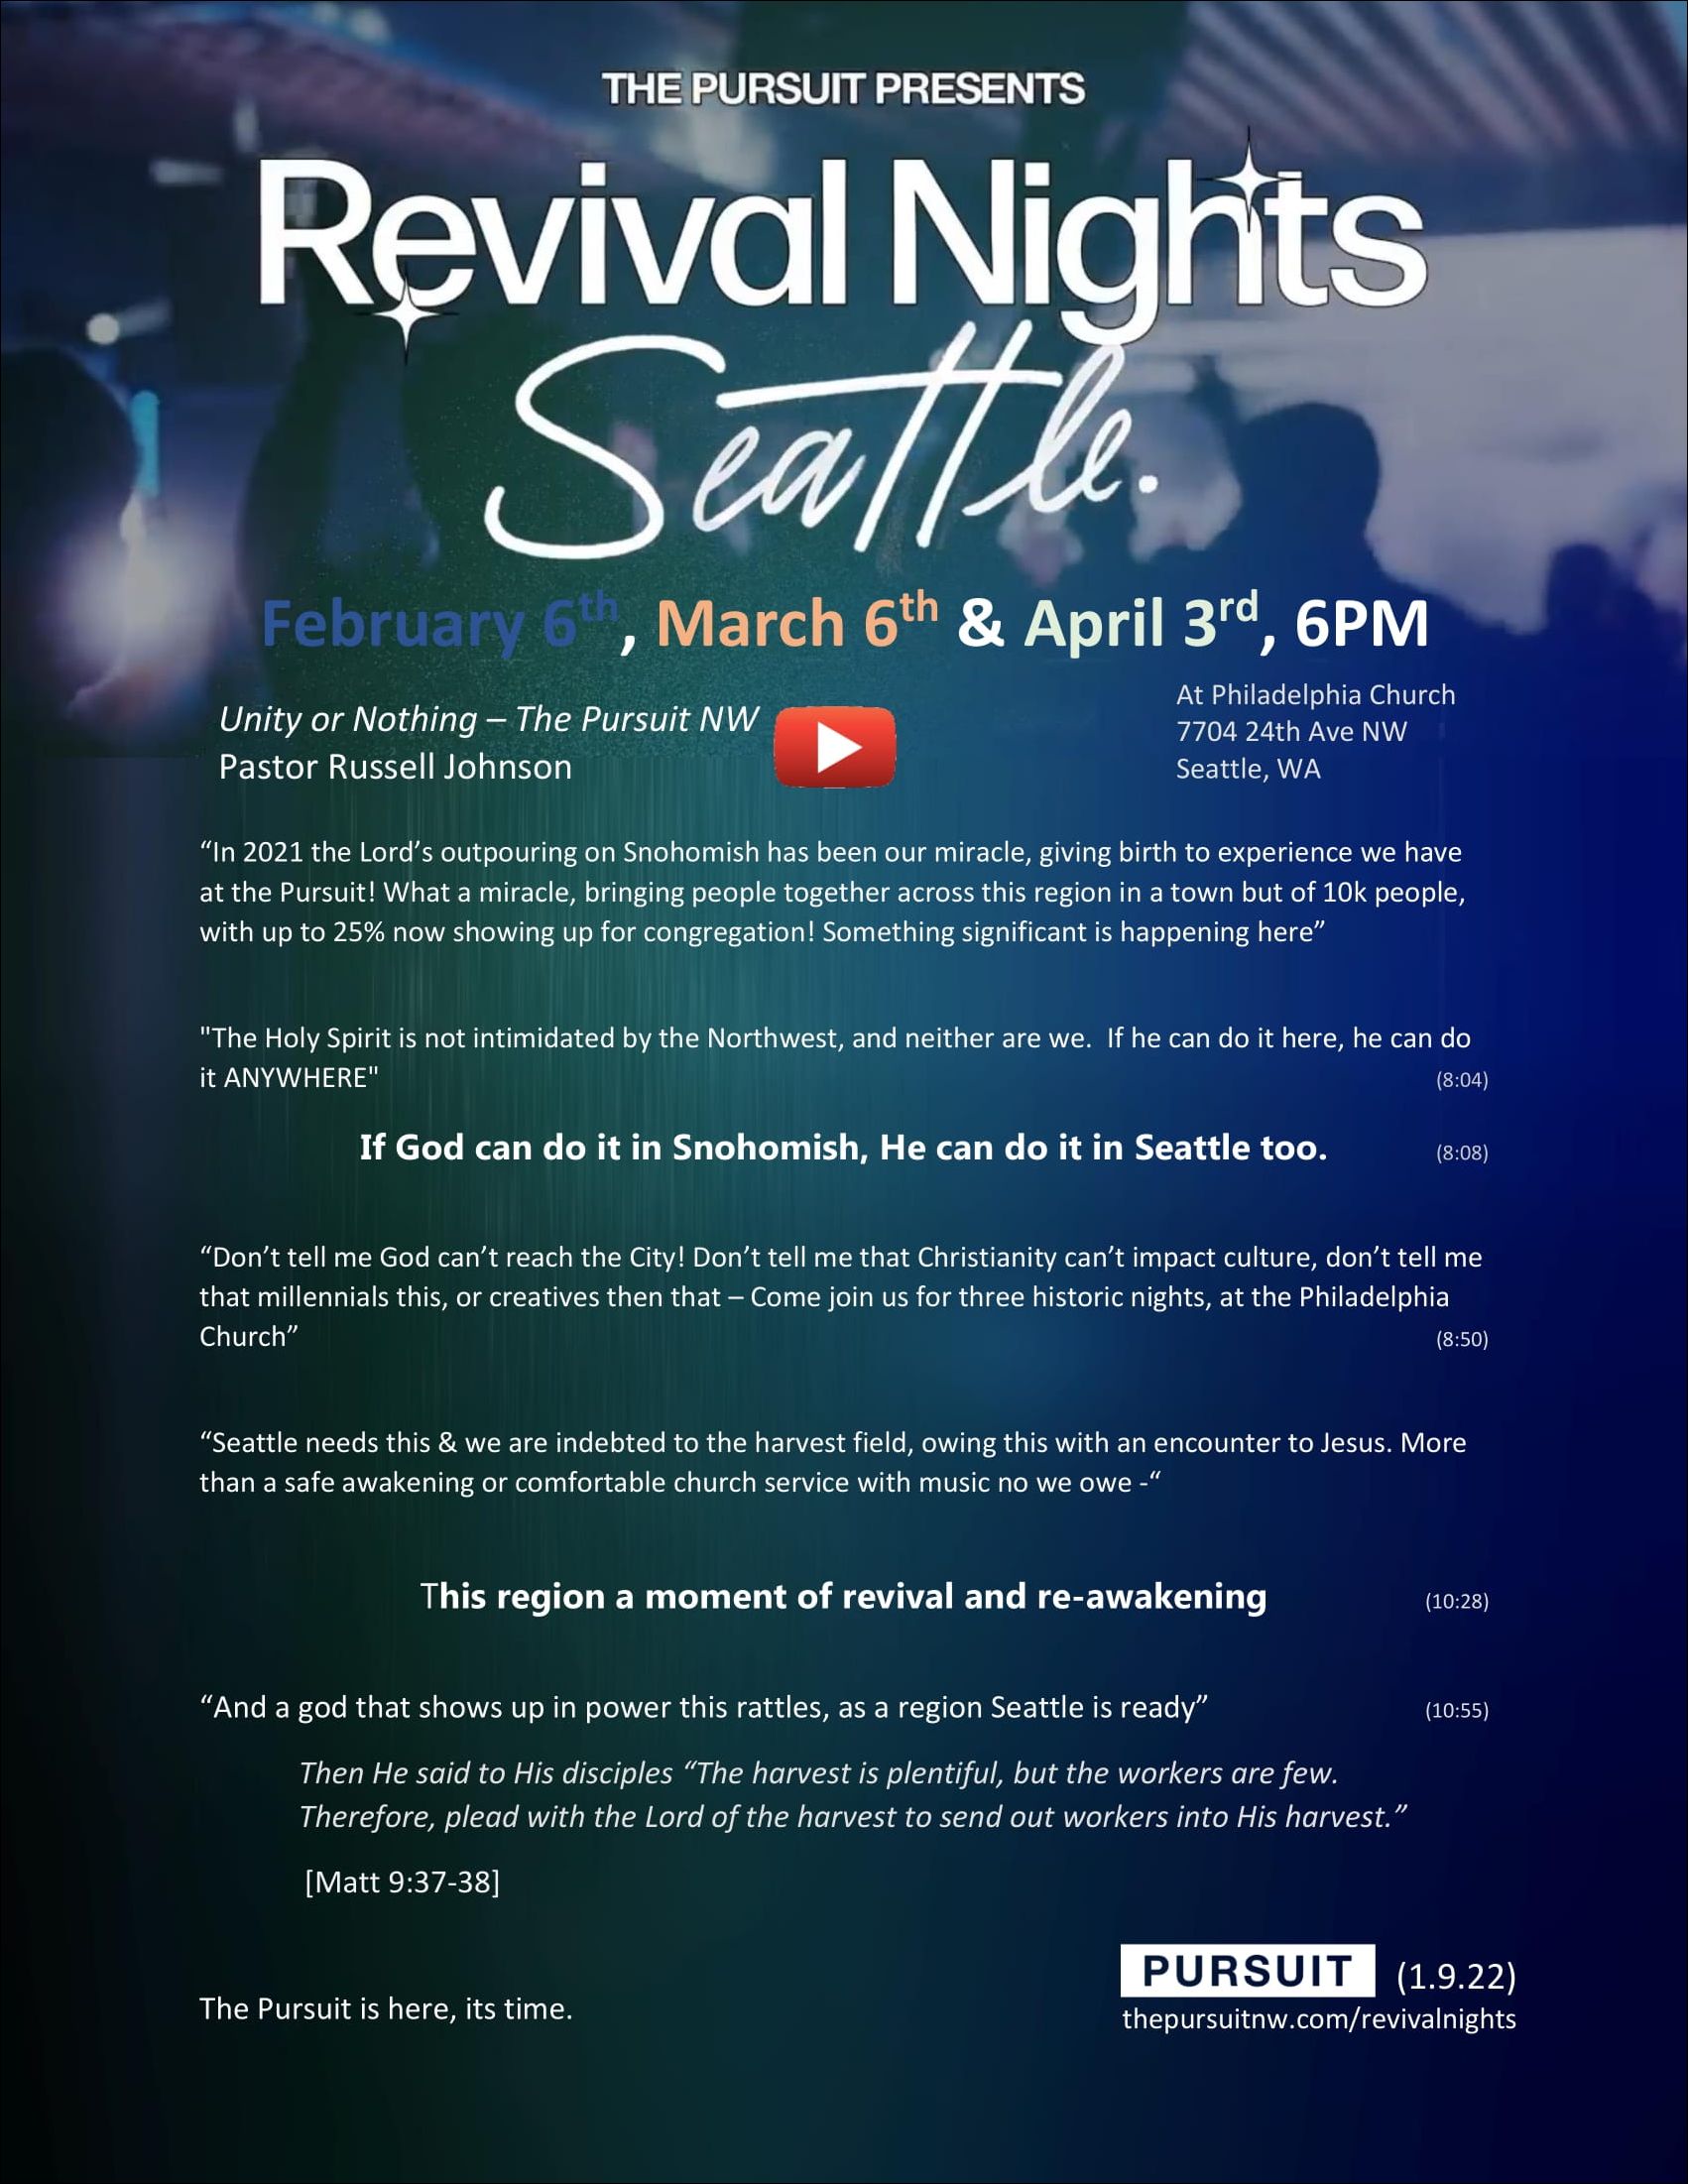 THE PURSUIT PRESENTS
Revival Nights
Seattle.
February 6th, March 6th & April 3rd, 6PM
Unity or Nothing – The Pursuit NW
Pastor Russell Johnson
At Philadelphia Church
7704 24th Ave NW
Seattle, WA
“In 2021 the Lord’s outpouring on Snohomish has been our miracle, giving birth to experience we have
at the Pursuit! What a miracle, bringing people together across this region in a town but of 10k people,
with up to 25% now showing up for congregation! Something significant is happening here”
"The Holy Spirit is not intimidated by the Northwest, and neither are we.  If he can do it here, he can do
it ANYWHERE" (8:04)
If God can do it in Snohomish, He can do it in Seattle too. (8:08)
“Don’t tell me God can’t reach the City! Don’t tell me that Christianity can’t impact culture, don’t tell me
that millennials this, or creatives then that – Come join us for three historic nights, at the Philadelphia
Church” (8:50)
“Seattle needs this & we are indebted to the harvest field, owing this with an encounter to Jesus. More
than a safe awakening or comfortable church service with music no we owe -“
This region a moment of revival and re-awakening (10:28)
“And a god that shows up in power this rattles, as a region Seattle is ready” (10:55)
Then He said to His disciples “The harvest is plentiful, but the workers are few.
Therefore, plead with the Lord of the harvest to send out workers into His harvest.”
[Matt 9:37-38]
PURSUIT (1.9.22)
The Pursuit is here, its time.
thepursuitnw.com/revivalnights